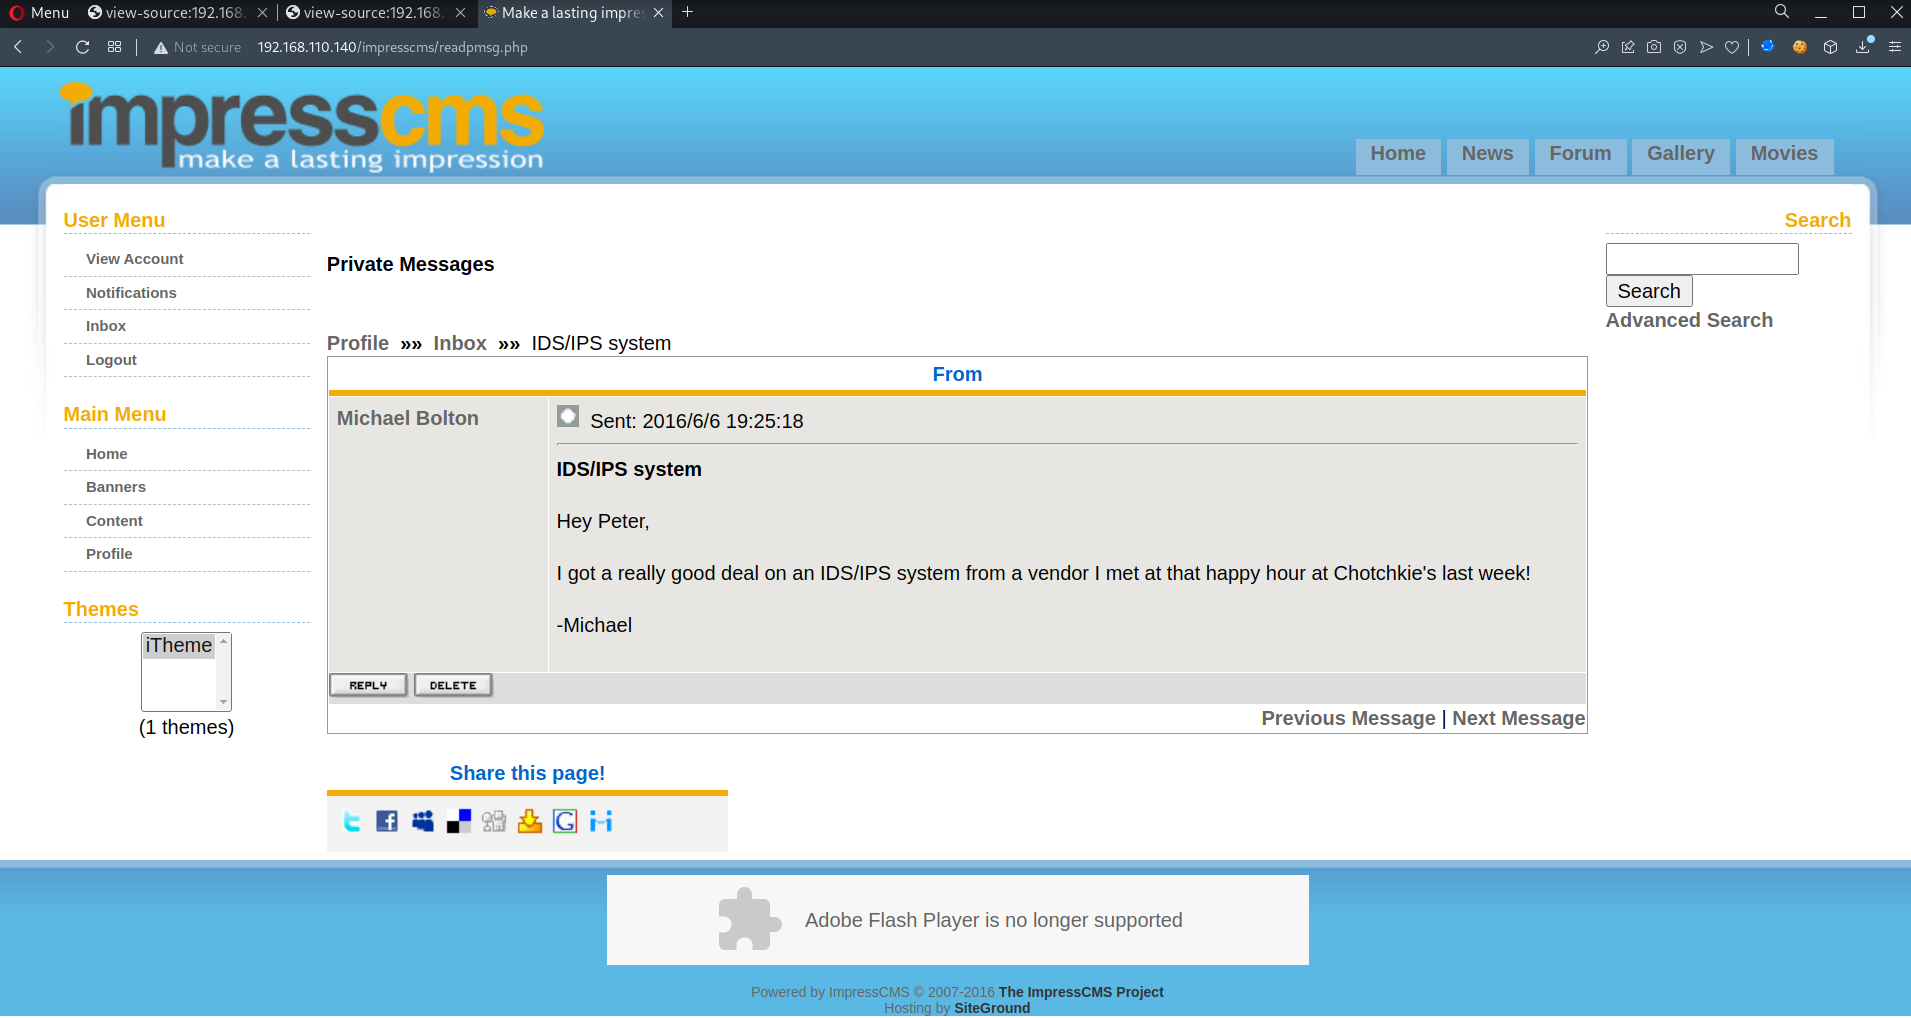 Menu
view-source:192.168.
view-source:192.168.
Make a lasting impres
Not secure
192.168.110.140/impresscms/readpmsg.php
impresscms
make a lasting impression
Home News Forum Gallery Movies
User Menu
View Account
Notifications
Inbox
Logout
Main Menu
Home
Banners
Content
Profile
Themes
iTheme
(1 themes)
Private Messages
Profile »» Inbox »» IDS/IPS system
From
Michael Bolton
Sent: 2016/6/6 19:25:18
IDS/IPS system
Hey Peter,
I got a really good deal on an IDS/IPS system from a vendor I met at that happy hour at Chotchkie's last week!
-Michael
REPLY DELETE
Previous Message | Next Message
Share this page!
Search
Search
Advanced Search
Adobe Flash Player is no longer supported
Powered by ImpressCMS © 2007-2016 The ImpressCMS Project
Hosting by SiteGround